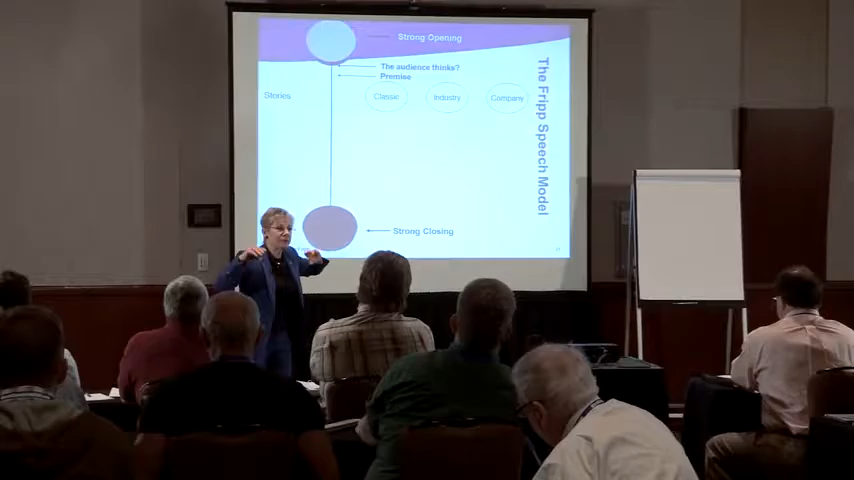 Strong Opening
The audience thinks?
Premise
Stories
Classic
Industry
Company
The Fripp Speech Model
Strong Closing